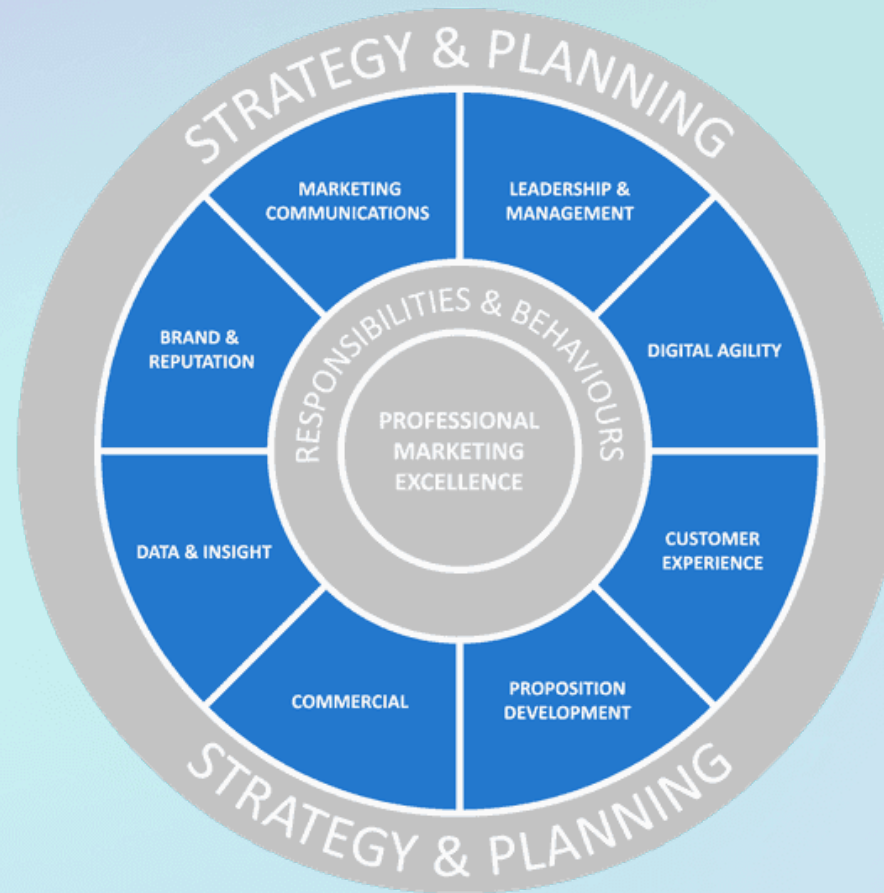 STRATEGY & PLANNING
MARKETING
COMMUNICATIONS
LEADERSHIP &
MANAGEMENT
BRAND &
REPUTATION
DIGITAL AGILITY
RESPONSIBILITIES & BEHAVIOURS
PROFESSIONAL
MARKETING
EXCELLENCE
DATA & INSIGHT
CUSTOMER
EXPERIENCE
COMMERCIAL
PROPOSITION
DEVELOPMENT
STRATEGY & PLANNING